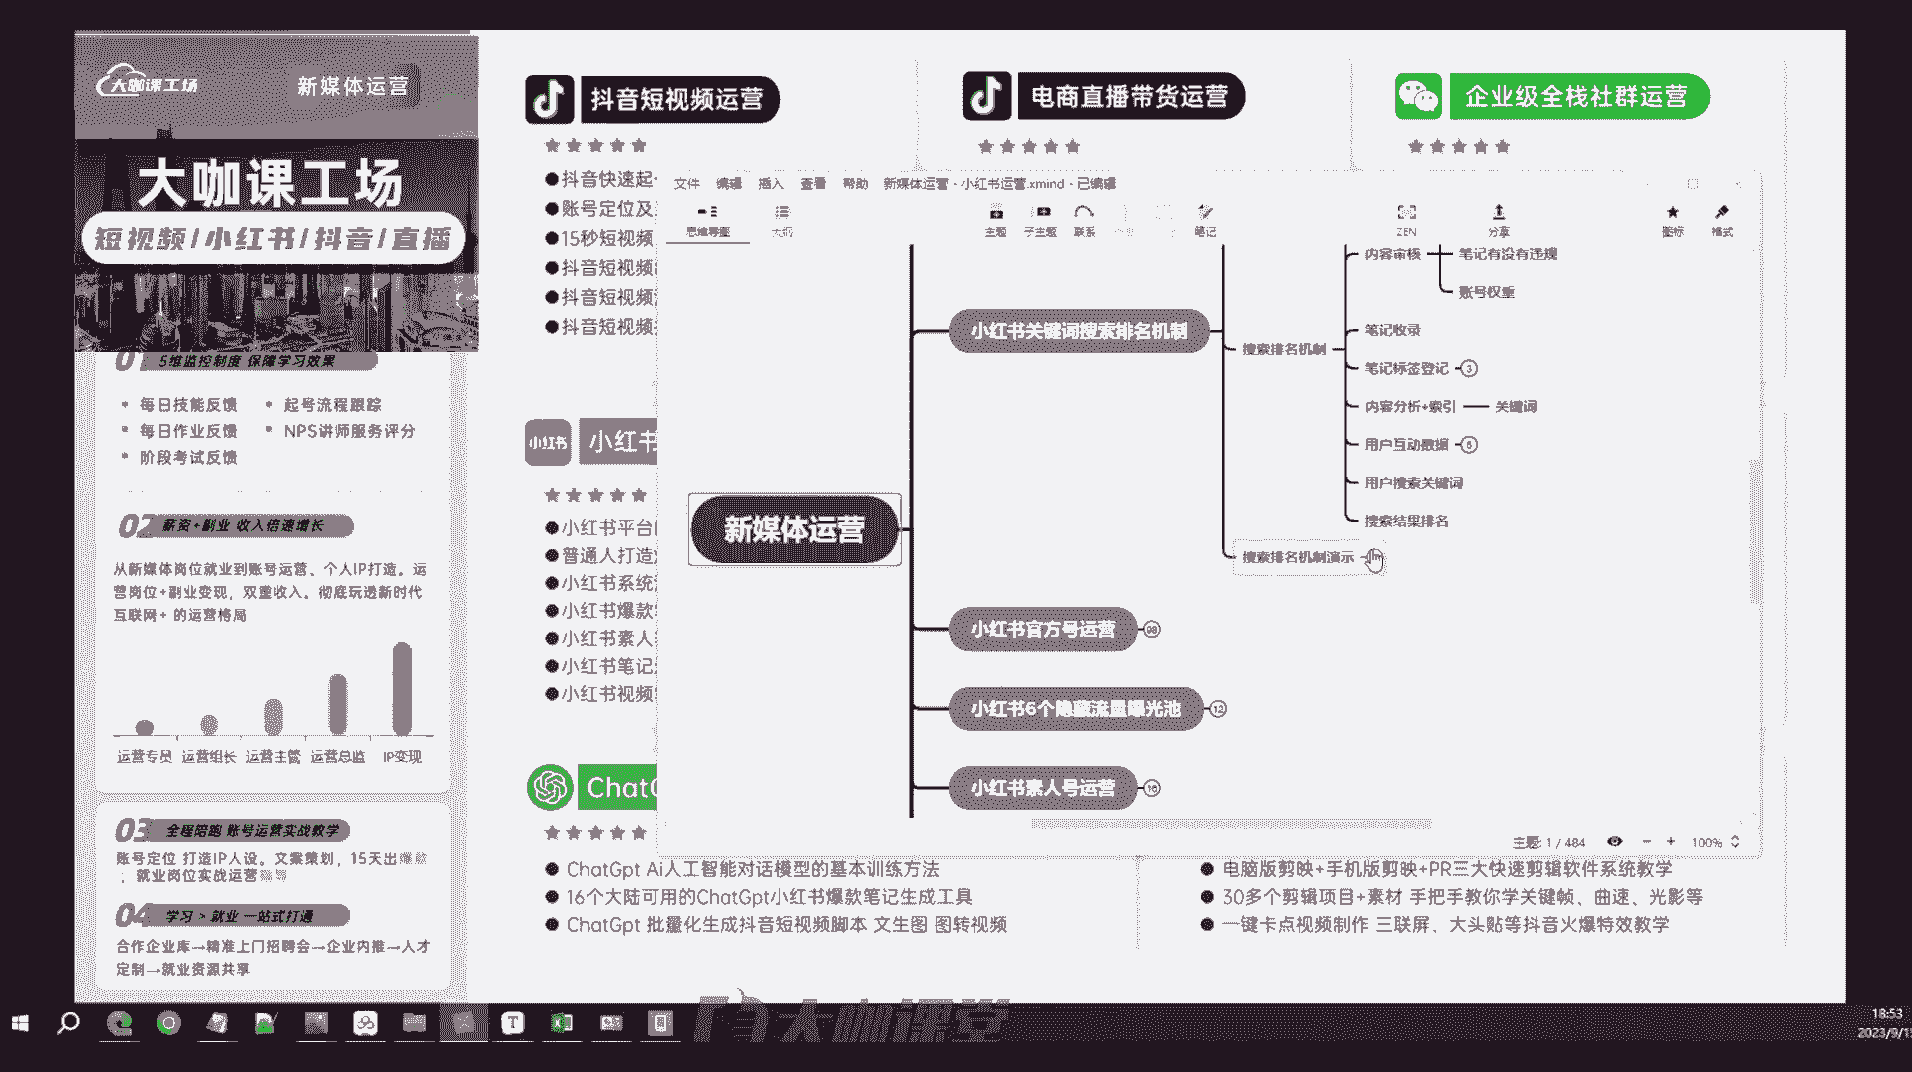 大咖课工场
新媒体运营
大咖课工场
短视频/小红书/抖音/直播
5维监控制度 保障学习效果
每日技能反馈
起号流程跟踪
每日作业反馈
NPS讲师服务评分
阶段考试反馈
02 薪资+副业 收入倍速增长
从新媒体岗位就业到账号运营、个人IP打造。运
营岗位+副业变现，双重收入。彻底玩透新时代
互联网+ 的运营格局
运营专员 运营组长 运营主管 运营总监 IP变现
03 全程陪跑 账号运营实战教学
账号定位 打造IP人设。文案策划，15天出
；就业岗位实战运营
04 学习 > 就业 一站式打通
合作企业库→精准上门招聘会→企业内推→人才
定制→就业资源共享
抖音短视频运营
抖音快速起
账号定位及
15秒短视频
抖音短视频
抖音短视频
抖音短视频
电商直播带货运营
企业级全栈社群运营
小红书
小红书
小红书平台
普通人打造
小红书系统
小红书爆款
小红书素人
小红书笔记
小红书视频
文件 编辑 插入 查看 帮助 新媒体运营 - 小红书运营.xmind - 已编辑
思维导图 大纲 主题 子主题 联系 笔记 ZEN 分享 图标 格式
新媒体运营
小红书关键词搜索排名机制
搜索排名机制
内容审核
笔记有没有违规
账号权重
笔记收录
笔记标签登记 3
内容分析+索引 关键词
用户互动数据
用户搜索关键词
搜索结果排名
搜索排名机制演示
小红书官方号运营
小红书6个隐藏流量曝光池 12
小红书素人号运营
主题: 1 / 484
100%
ChatG
ChatGpt Ai人工智能对话模型的基本训练方法
16个大陆可用的ChatGpt小红书爆款笔记生成工具
ChatGpt 批量化生成抖音短视频脚本 文生图 图转视频
电脑版剪映+手机版剪映+PR三大快速剪辑软件系统教学
30多个剪辑项目+素材 手把手教你学关键帧、曲速、光影等
一键卡点视频制作 三联屏、大头贴等抖音火爆特效教学
大咖课堂
18:53
2023/9/1